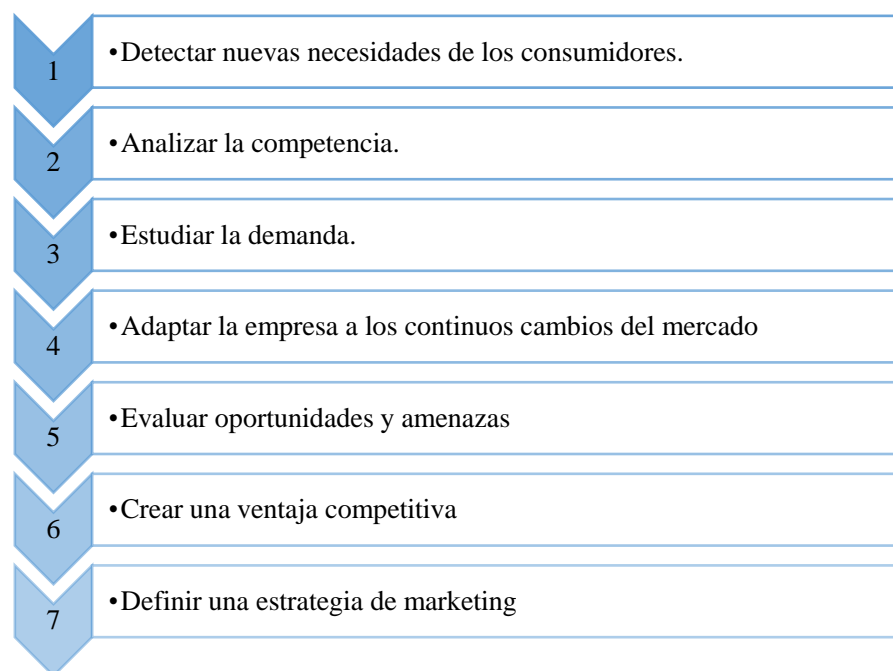 1
•Detectar nuevas necesidades de los consumidores.
2
•Analizar la competencia.
3
•Estudiar la demanda.
4
•Adaptar la empresa a los continuos cambios del mercado
5
•Evaluar oportunidades y amenazas
6
•Crear una ventaja competitiva
7
•Definir una estrategia de marketing